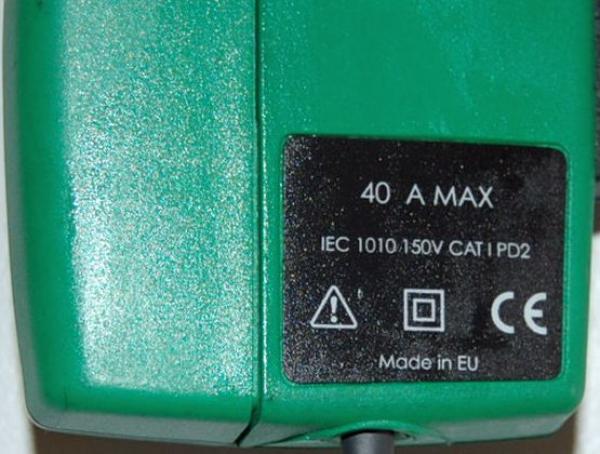 40 A MAX
IEC 1010 150V CAT I PD2
CE
Made in EU